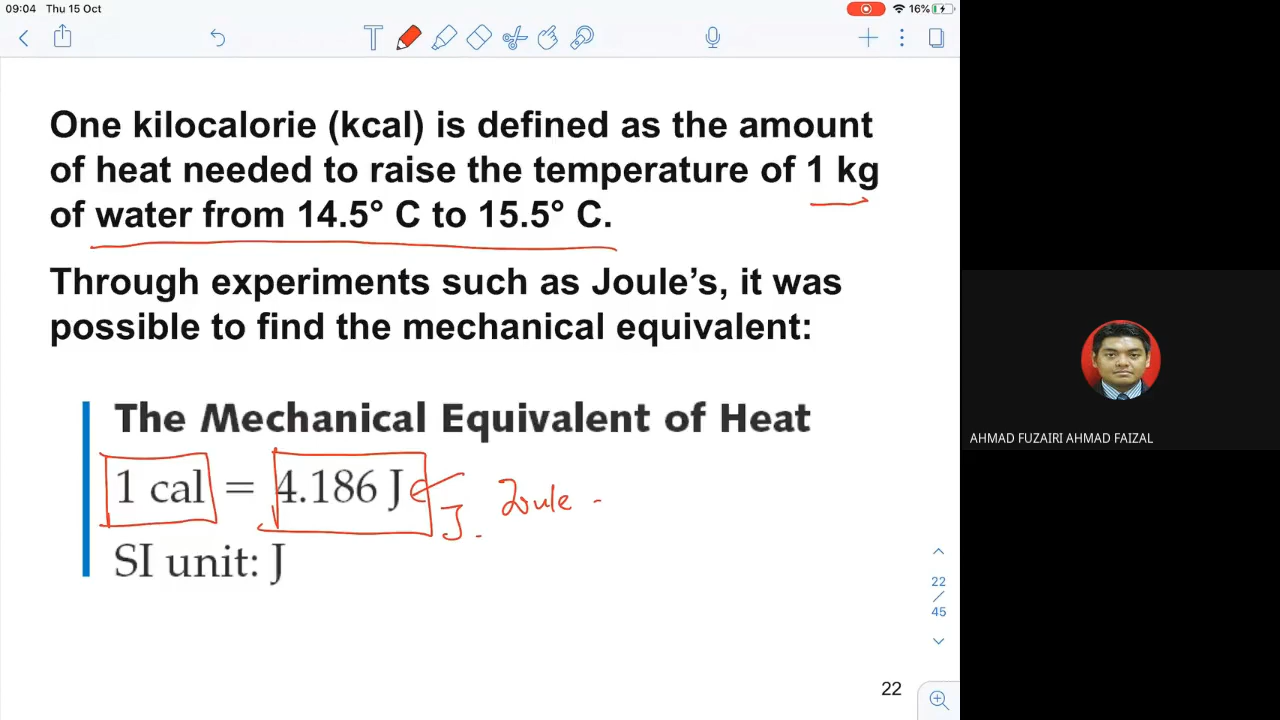 09:04 Thu 15 Oct
16%
T
One kilocalorie (kcal) is defined as the amount
of heat needed to raise the temperature of 1 kg
of water from 14.5° C to 15.5° C.
Through experiments such as Joule’s, it was
possible to find the mechanical equivalent:
The Mechanical Equivalent of Heat
1 cal = 4.186 J
J. Joule -
SI unit: J
22
/
45
22
AHMAD FUZAIRI AHMAD FAIZAL